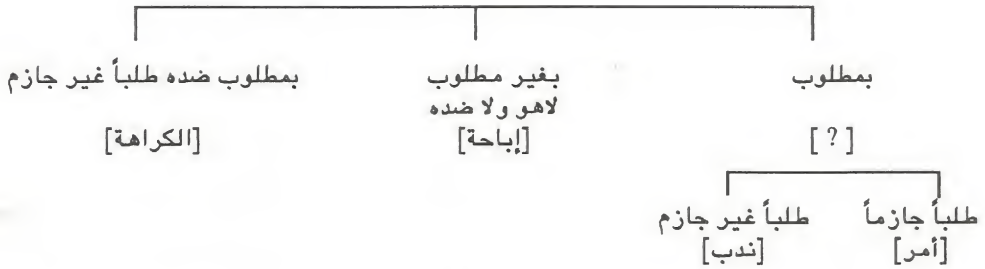 بمطلوب
[ ? ]
طلباً جازماً
[أمر]
طلباً غير جازم
[ندب]
بغير مطلوب
لاهو ولا ضده
[إباحة]
بمطلوب ضده طلباً غير جازم
[الكراهة]